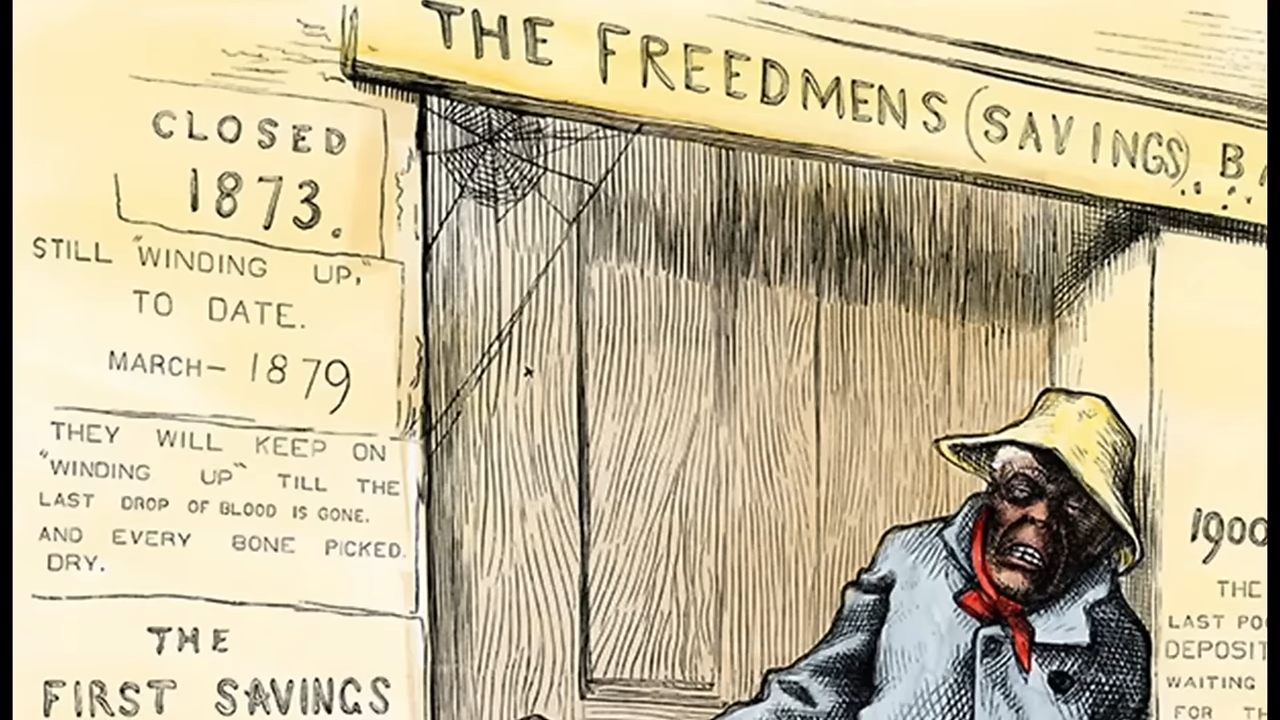 THE FREEDMENS (SAVINGS) B
CLOSED
1873.
STILL "WINDING UP,"
TO DATE.
MARCH- 1879
THEY WILL KEEP ON
"WINDING UP" TILL THE
LAST DROP OF BLOOD IS GONE.
AND EVERY BONE PICKED
DRY.
THE
FIRST SAVINGS
1900
THE
LAST
WAITING
FOR